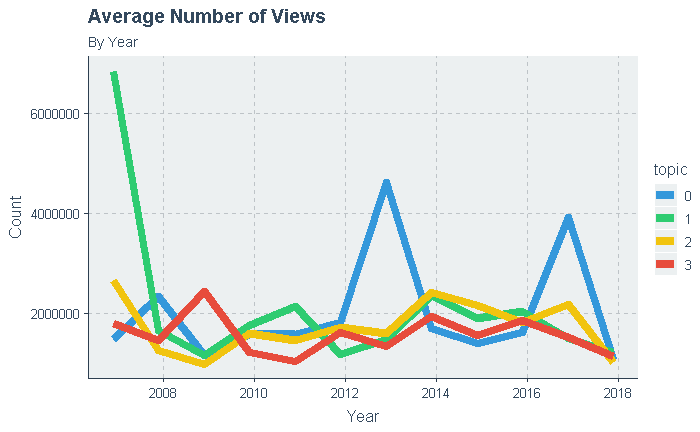 Average Number of Views
By Year
6000000
4000000
2000000
Count
2008 2010 2012 2014 2016 2018
Year
topic
0
1
2
3